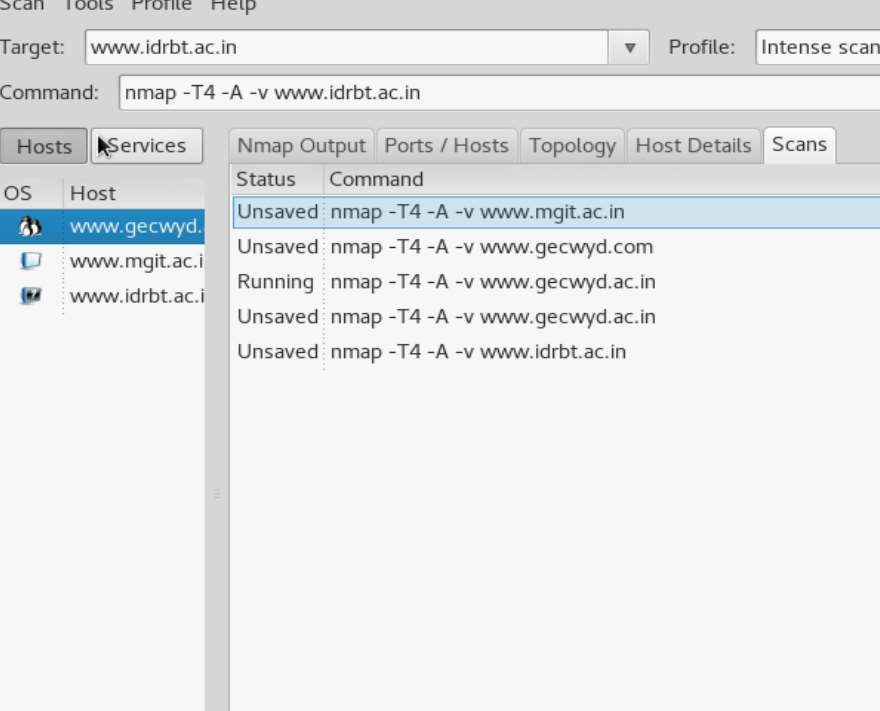 Scan Tools Profile Help
Target: www.idrbt.ac.in Profile: Intense scan
Command: nmap -T4 -A -v www.idrbt.ac.in
Hosts Services Nmap Output Ports / Hosts Topology Host Details Scans
OS Host
www.gecwyd.
www.mgit.ac.i
www.idrbt.ac.i
Status Command
Unsaved nmap -T4 -A -v www.mgit.ac.in
Unsaved nmap -T4 -A -v www.gecwyd.com
Running nmap -T4 -A -v www.gecwyd.ac.in
Unsaved nmap -T4 -A -v www.gecwyd.ac.in
Unsaved nmap -T4 -A -v www.idrbt.ac.in